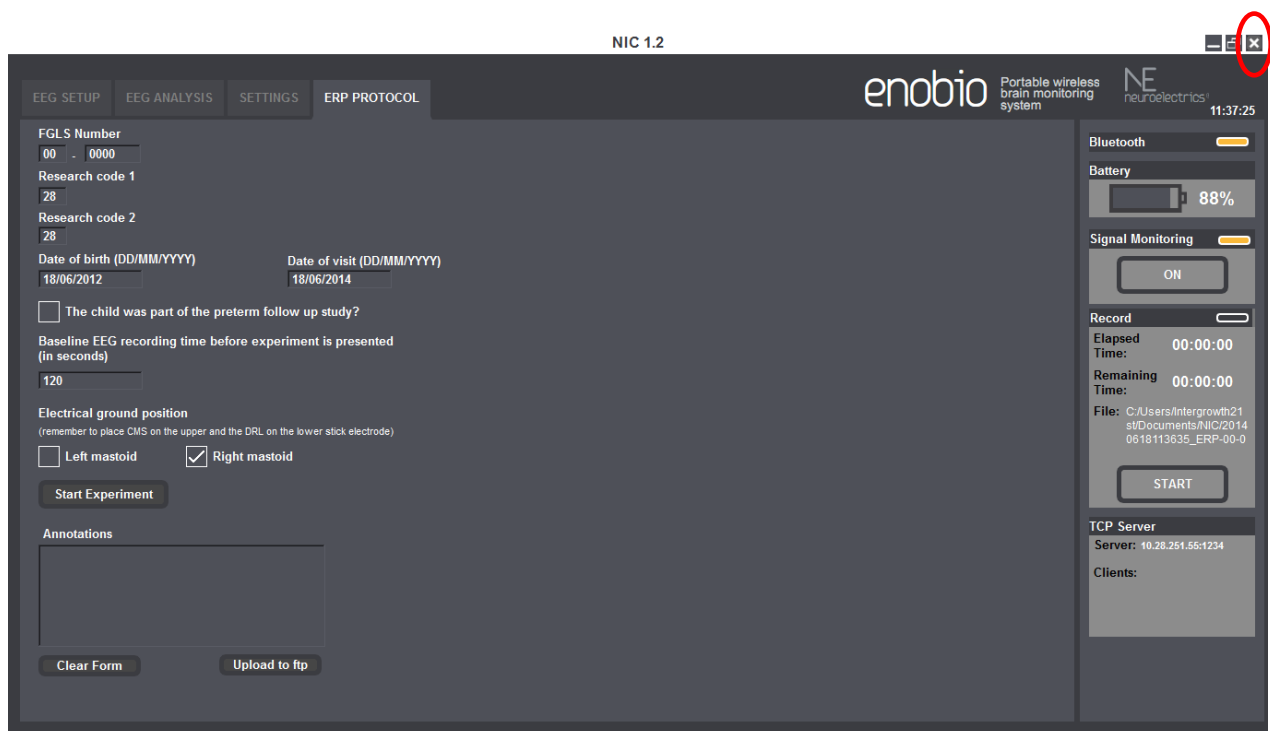 NIC 1.2
EEG SETUP
EEG ANALYSIS
SETTINGS
ERP PROTOCOL
enobio
Portable wireless
brain monitoring
system
NE
neuroelectrics®
11:37:25
FGLS Number
00 - 0000
Research code 1
28
Research code 2
28
Date of birth (DD/MM/YYYY)
18/06/2012
Date of visit (DD/MM/YYYY)
18/06/2014
The child was part of the preterm follow up study?
Baseline EEG recording time before experiment is presented
(in seconds)
120
Electrical ground position
(remember to place CMS on the upper and the DRL on the lower stick electrode)
Left mastoid
Right mastoid
Start Experiment
Annotations
Clear Form
Upload to ftp
Bluetooth
Battery
88%
Signal Monitoring
ON
Record
Elapsed
Time:
00:00:00
Remaining
Time:
00:00:00
File: C:/Users/Intergrowth21
st/Documents/NIC/2014
0618113635_ERP-00-0
START
TCP Server
Server: 10.28.251.55:1234
Clients: